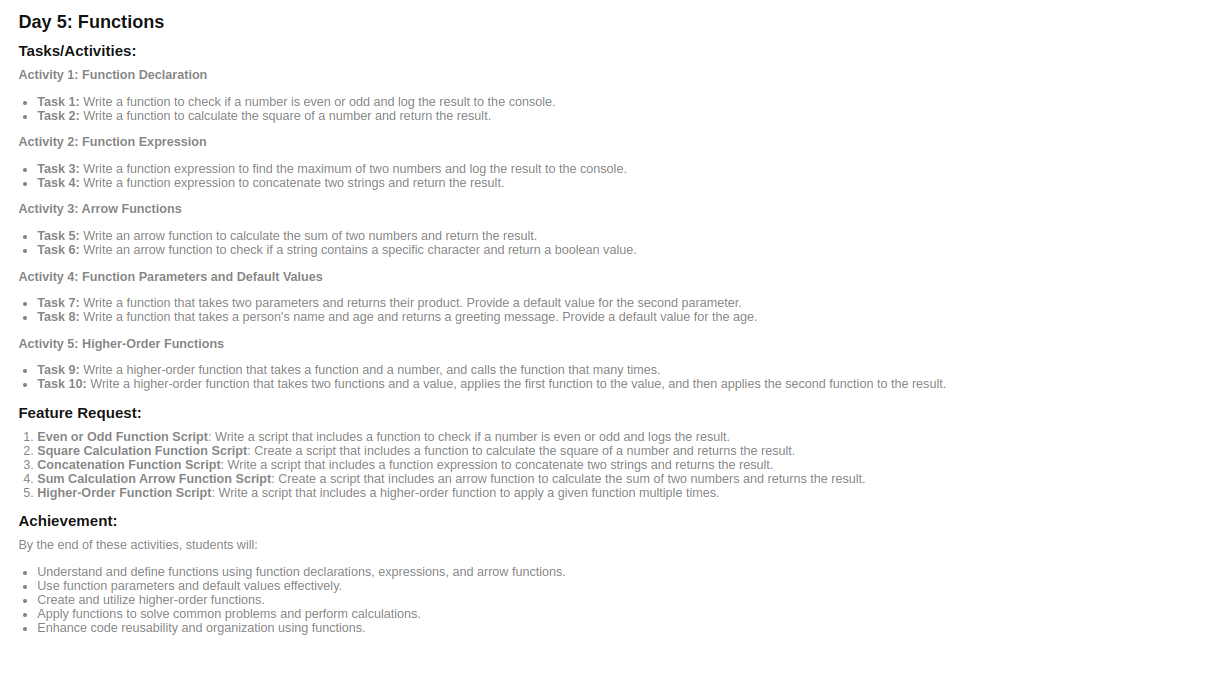 Day 5: Functions
Tasks/Activities:
Activity 1: Function Declaration
• Task 1: Write a function to check if a number is even or odd and log the result to the console.
• Task 2: Write a function to calculate the square of a number and return the result.
Activity 2: Function Expression
• Task 3: Write a function expression to find the maximum of two numbers and log the result to the console.
• Task 4: Write a function expression to concatenate two strings and return the result.
Activity 3: Arrow Functions
• Task 5: Write an arrow function to calculate the sum of two numbers and return the result.
• Task 6: Write an arrow function to check if a string contains a specific character and return a boolean value.
Activity 4: Function Parameters and Default Values
• Task 7: Write a function that takes two parameters and returns their product. Provide a default value for the second parameter.
• Task 8: Write a function that takes a person's name and age and returns a greeting message. Provide a default value for the age.
Activity 5: Higher-Order Functions
• Task 9: Write a higher-order function that takes a function and a number, and calls the function that many times.
• Task 10: Write a higher-order function that takes two functions and a value, applies the first function to the value, and then applies the second function to the result.
Feature Request:
1. Even or Odd Function Script: Write a script that includes a function to check if a number is even or odd and logs the result.
2. Square Calculation Function Script: Create a script that includes a function to calculate the square of a number and returns the result.
3. Concatenation Function Script: Write a script that includes a function expression to concatenate two strings and returns the result.
4. Sum Calculation Arrow Function Script: Create a script that includes an arrow function to calculate the sum of two numbers and returns the result.
5. Higher-Order Function Script: Write a script that includes a higher-order function to apply a given function multiple times.
Achievement:
By the end of these activities, students will:
• Understand and define functions using function declarations, expressions, and arrow functions.
• Use function parameters and default values effectively.
• Create and utilize higher-order functions.
• Apply functions to solve common problems and perform calculations.
• Enhance code reusability and organization using functions.